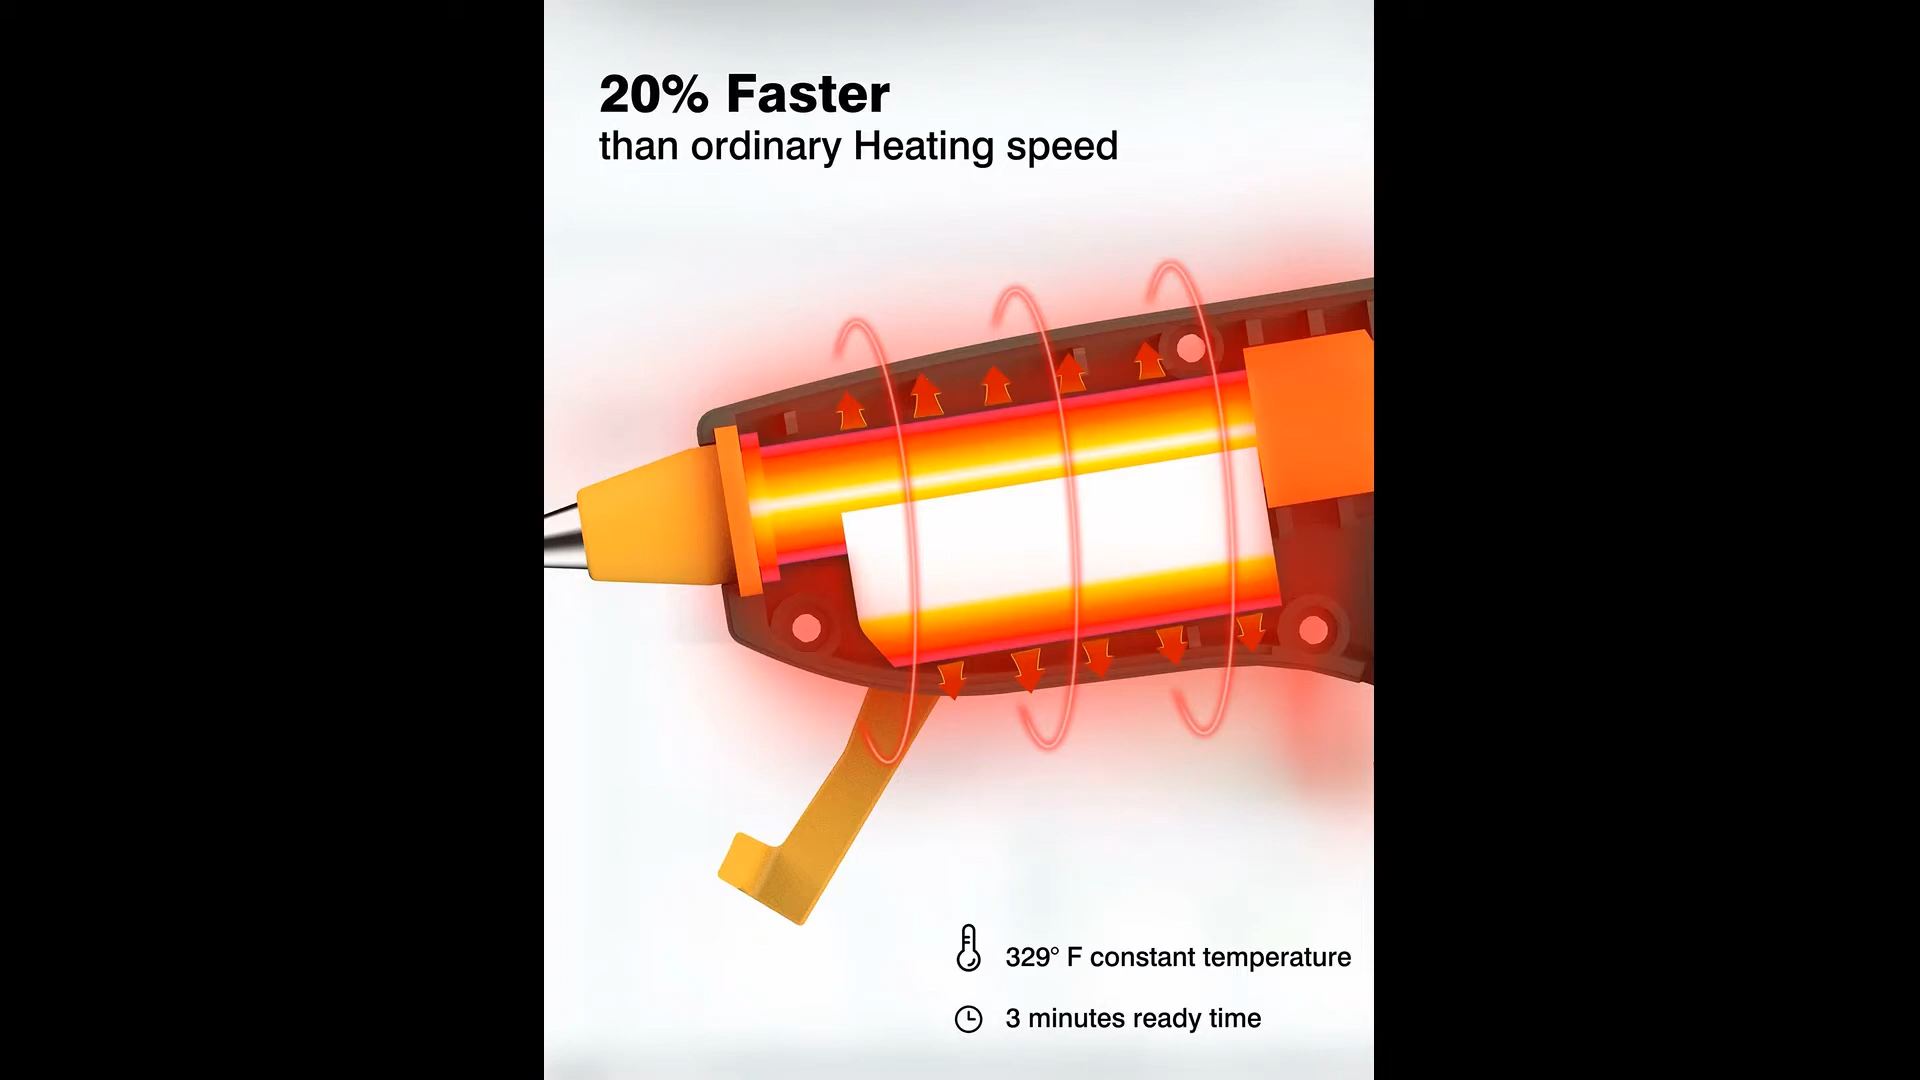 20% Faster
than ordinary Heating speed
329° F constant temperature
3 minutes ready time